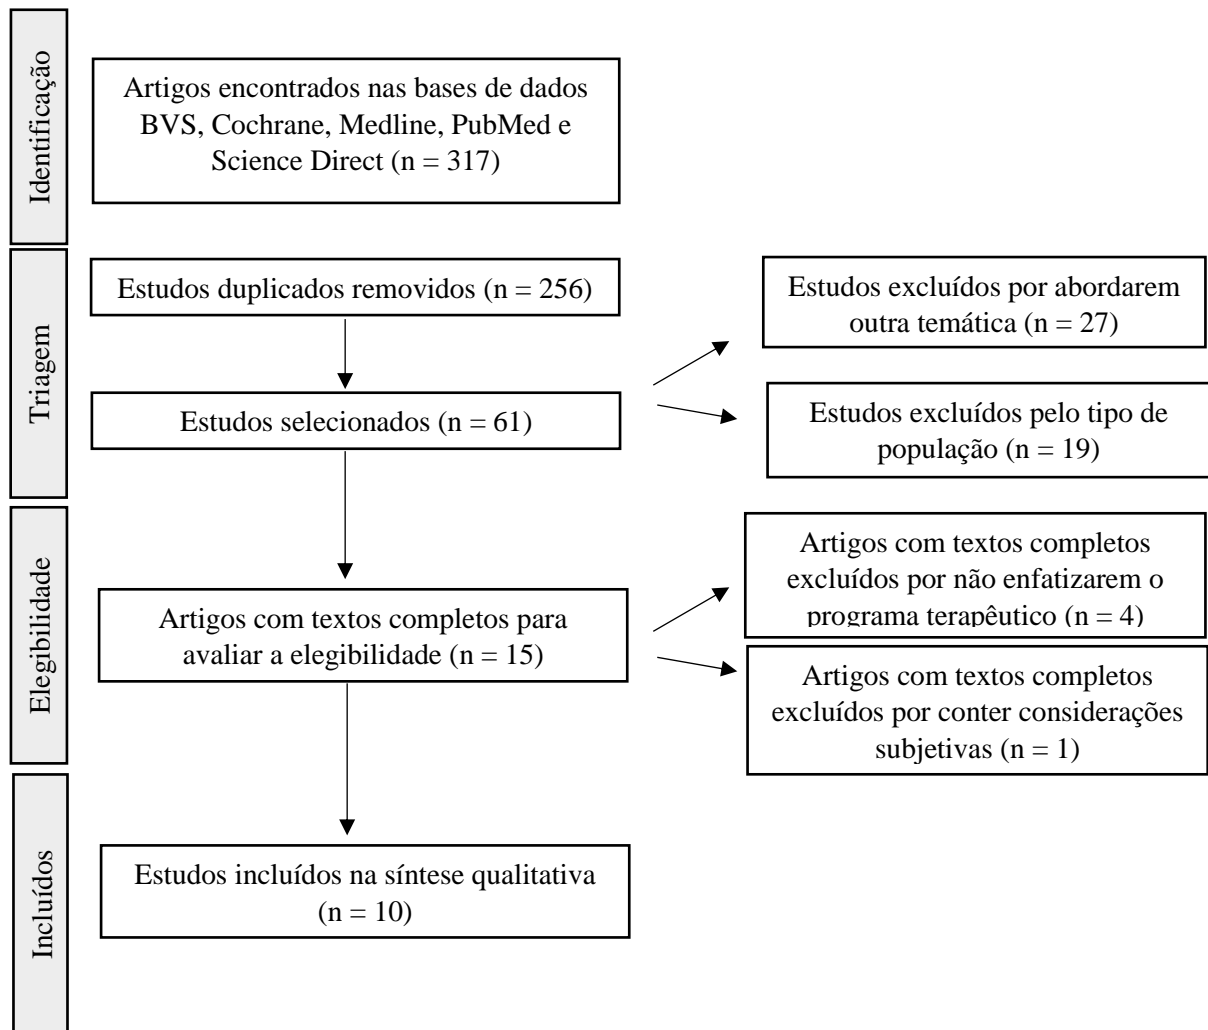 Identificação
Artigos encontrados nas bases de dados
BVS, Cochrane, Medline, PubMed e
Science Direct (n = 317)
Triagem
Estudos duplicados removidos (n = 256)
Estudos excluídos por abordarem
outra temática (n = 27)
Estudos selecionados (n = 61)
Estudos excluídos pelo tipo de
população (n = 19)
Elegibilidade
Artigos com textos completos para
avaliar a elegibilidade (n = 15)
Artigos com textos completos
excluídos por não enfatizarem o
programa terapêutico (n = 4)
Artigos com textos completos
excluídos por conter considerações
subjetivas (n = 1)
Incluídos
Estudos incluídos na síntese qualitativa
(n = 10)